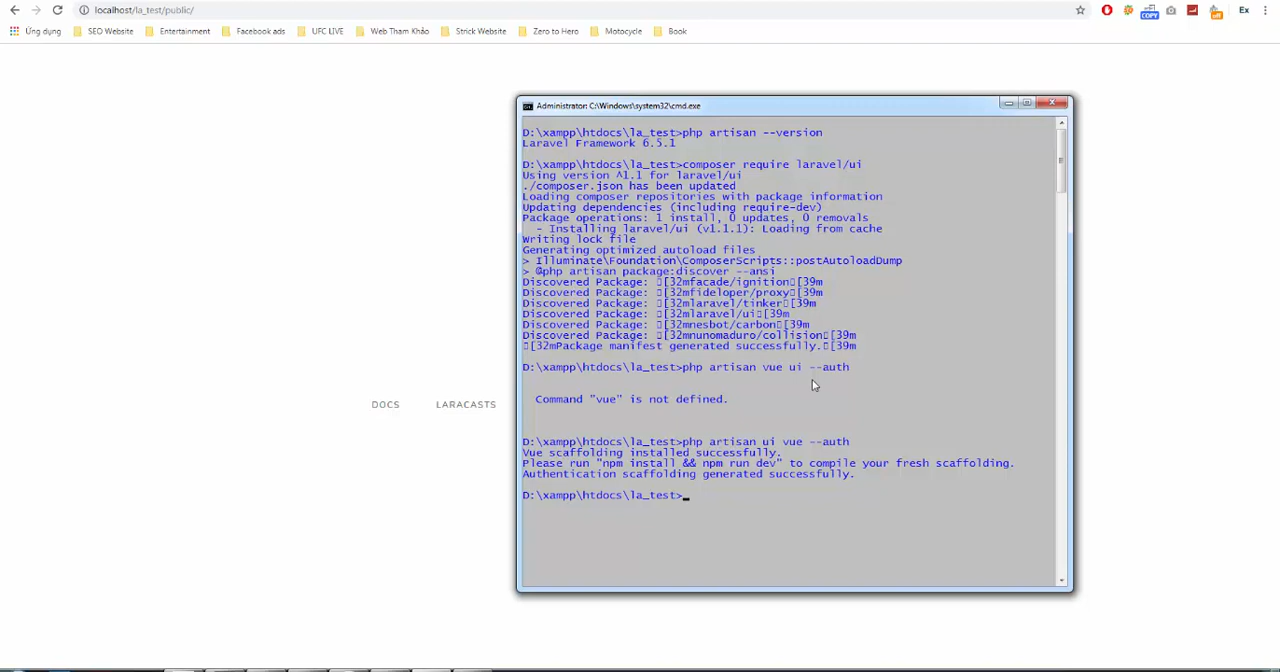 localhost/la_test/public/
COPY
off
Ex
Ứng dụng SEO Website Entertainment Facebook ads UFC LIVE Web Tham Khảo Strick Website Zero to Hero Motocycle Book
Administrator: C:\Windows\system32\cmd.exe
D:\xampp\htdocs\la_test>php artisan --version
Laravel Framework 6.5.1
D:\xampp\htdocs\la_test>composer require laravel/ui
Using version ^1.1 for laravel/ui
./composer.json has been updated
Loading composer repositories with package information
Updating dependencies (including require-dev)
Package operations: 1 install, 0 updates, 0 removals
- Installing laravel/ui (v1.1.1): Loading from cache
Writing lock file
Generating optimized autoload files
> Illuminate\Foundation\ComposerScripts::postAutoloadDump
> @php artisan package:discover --ansi
Discovered Package: [32mfacade/ignition[39m
Discovered Package: [32mfideloper/proxy[39m
Discovered Package: [32mlaravel/tinker[39m
Discovered Package: [32mlaravel/ui[39m
Discovered Package: [32mnesbot/carbon[39m
Discovered Package: [32mnunomaduro/collision[39m
[32mPackage manifest generated successfully.[39m
D:\xampp\htdocs\la_test>php artisan vue ui --auth
Command "vue" is not defined.
D:\xampp\htdocs\la_test>php artisan ui vue --auth
Vue scaffolding installed successfully.
Please run "npm install && npm run dev" to compile your fresh scaffolding.
Authentication scaffolding generated successfully.
D:\xampp\htdocs\la_test>_
DOCS LARACASTS